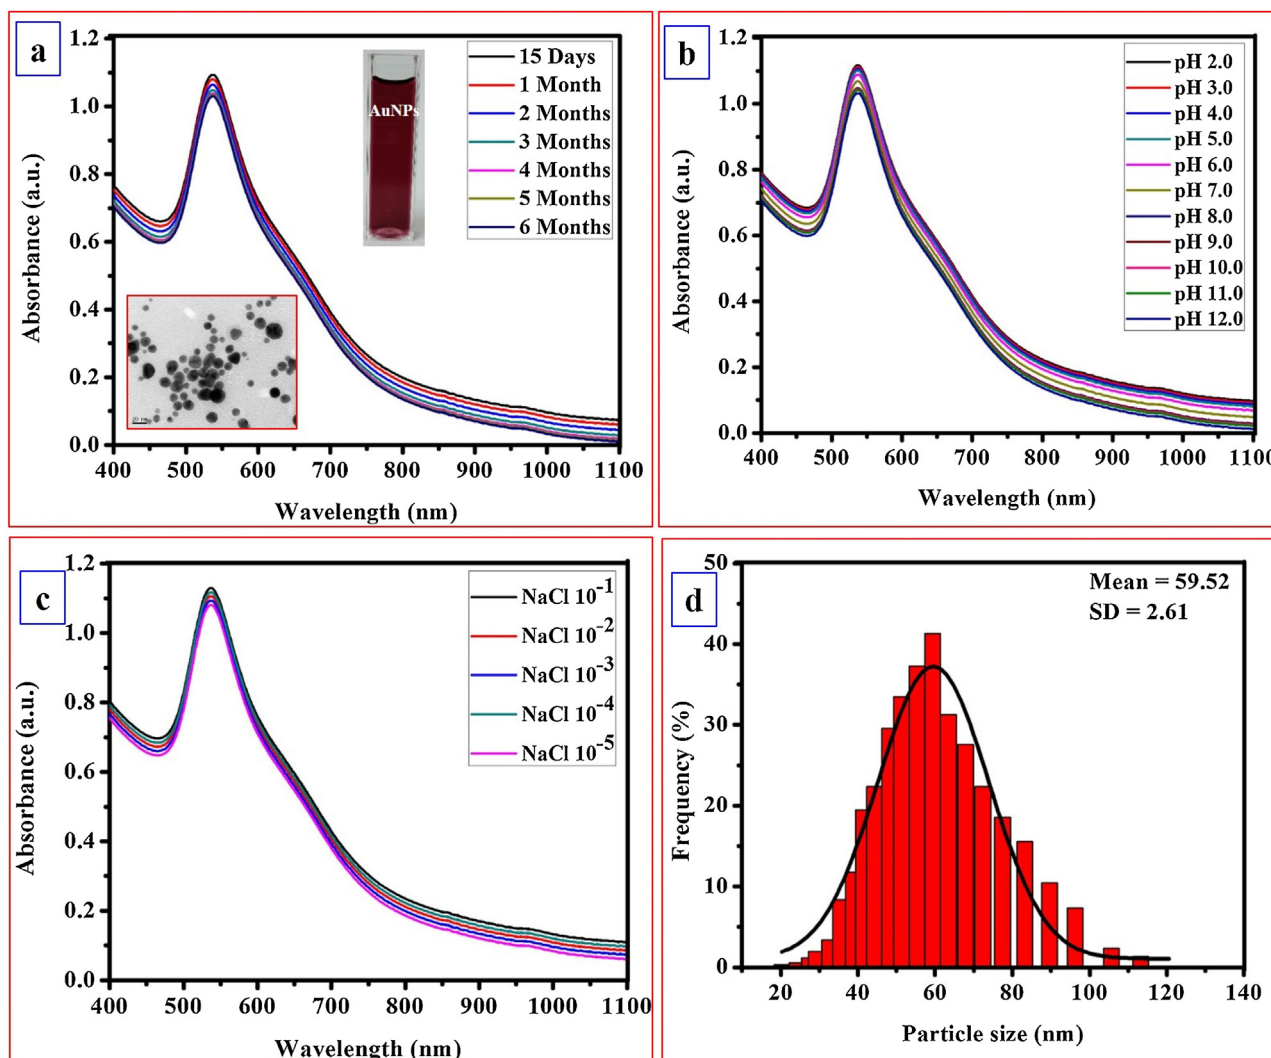 a
1.2
1.0
0.8
0.6
0.4
0.2
0.0
Absorbance (a.u.)
400 500 600 700 800 900 1000 1100
Wavelength (nm)
AuNPs
15 Days
1 Month
2 Months
3 Months
4 Months
5 Months
6 Months
b
1.2
1.0
0.8
0.6
0.4
0.2
0.0
Absorbance (a.u.)
400 500 600 700 800 900 1000 1100
Wavelength (nm)
pH 2.0
pH 3.0
pH 4.0
pH 5.0
pH 6.0
pH 7.0
pH 8.0
pH 9.0
pH 10.0
pH 11.0
pH 12.0
c
1.2
1.0
0.8
0.6
0.4
0.2
0.0
Absorbance (a.u.)
400 500 600 700 800 900 1000 1100
Wavelength (nm)
NaCl 10⁻¹
NaCl 10⁻²
NaCl 10⁻³
NaCl 10⁻⁴
NaCl 10⁻⁵
d
50
40
30
20
10
0
Frequency (%)
20 40 60 80 100 120 140
Particle size (nm)
Mean = 59.52
SD = 2.61